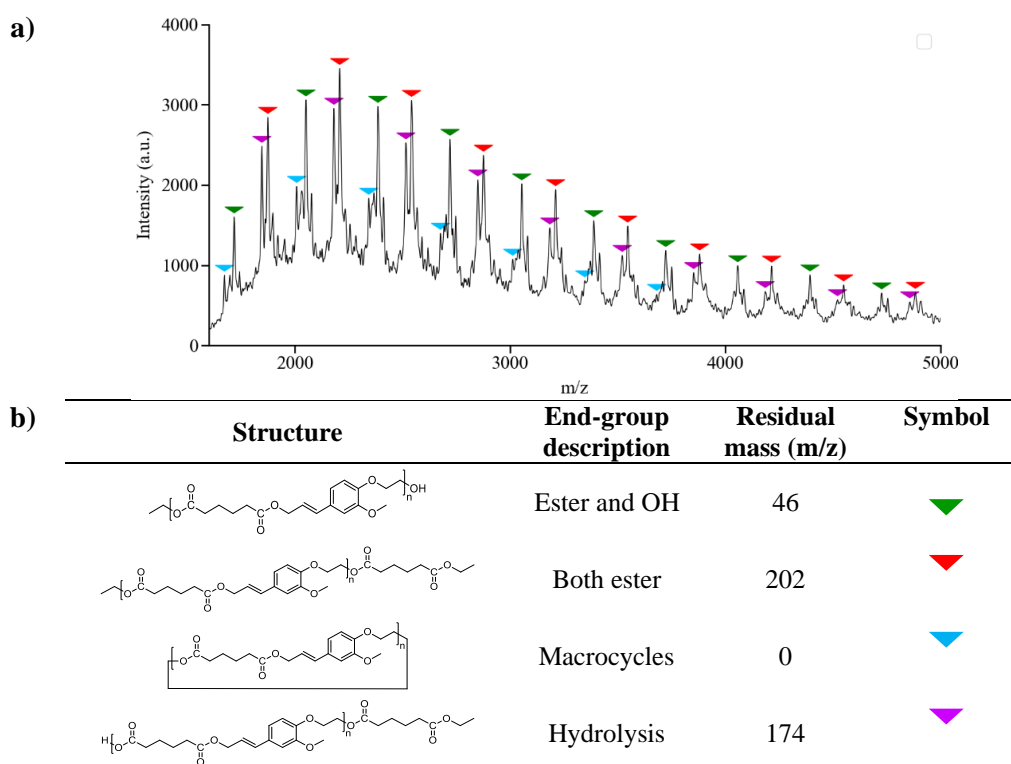 a)
4000
3000
2000
1000
0
Intensity (a.u.)
2000
3000
4000
5000
m/z
b)
Structure
End-group description
Residual mass (m/z)
Symbol
O
O
O
O
O
O
OH
n
Ester and OH
46
O
O
O
O
O
O
n
O
O
O
O
Both ester
202
O
O
O
O
O
O
n
Macrocycles
0
H
O
O
O
O
O
O
n
O
O
O
O
Hydrolysis
174